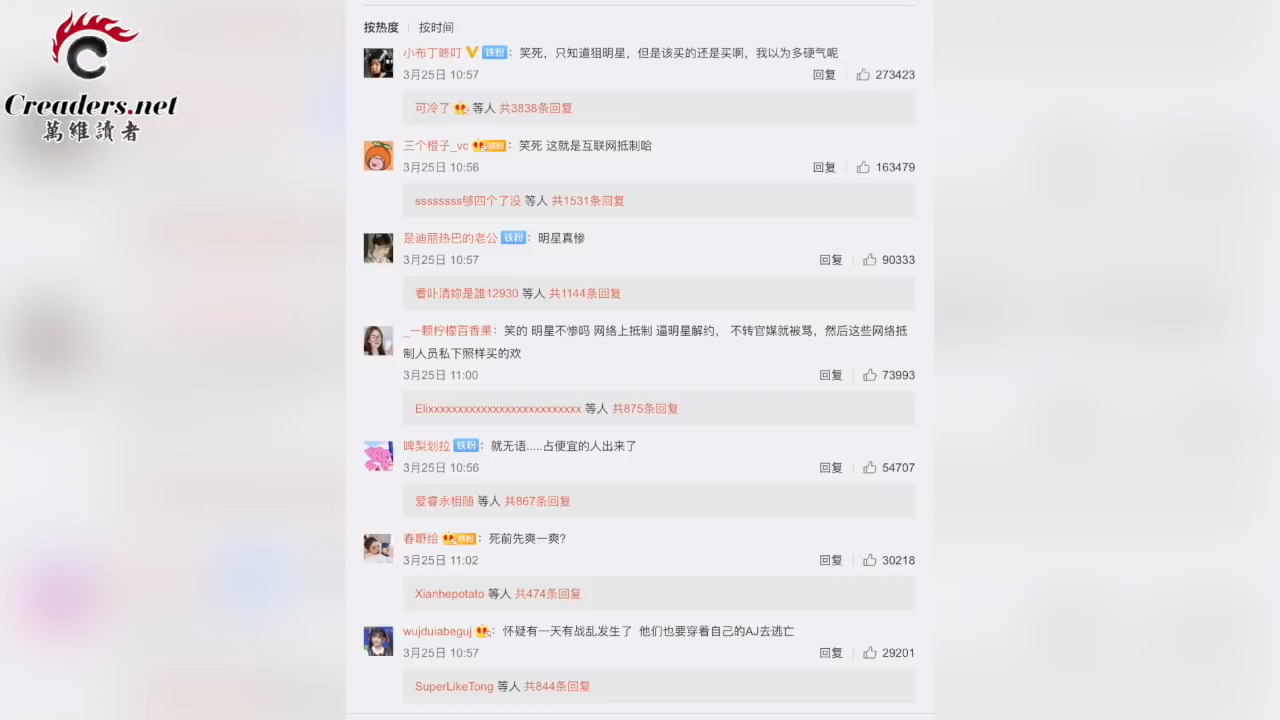 Creaders.net
萬維讀者
按热度 按时间
小布丁咚叮 铁粉：笑死，只知道狙明星，但是该买的还是买啊，我以为多硬气呢
3月25日 10:57 回复 273423
可冷了 等人 共3838条回复
三个橙子_vc 铁粉：笑死 这就是互联网抵制哈
3月25日 10:56 回复 163479
ssssssss够四个了没 等人 共1531条回复
是迪丽热巴的老公 铁粉：明星真惨
3月25日 10:57 回复 90333
看卟清妳是誰12930 等人 共1144条回复
_一颗柠檬百香果：笑的 明星不惨吗 网络上抵制 逼明星解约， 不转官媒就被骂，然后这些网络抵
制人员私下照样买的欢
3月25日 11:00 回复 73993
Elixxxxxxxxxxxxxxxxxxxxxxxxxx 等人 共875条回复
啤梨划拉 铁粉：就无语.....占便宜的人出来了
3月25日 10:56 回复 54707
爱睿永相随 等人 共867条回复
春嘢绘 铁粉：死前先爽一爽？
3月25日 11:02 回复 30218
Xianhepotato 等人 共474条回复
wujduiabeguj：怀疑有一天有战乱发生了 他们也要穿着自己的AJ去逃亡
3月25日 10:57 回复 29201
SuperLikeTong 等人 共844条回复